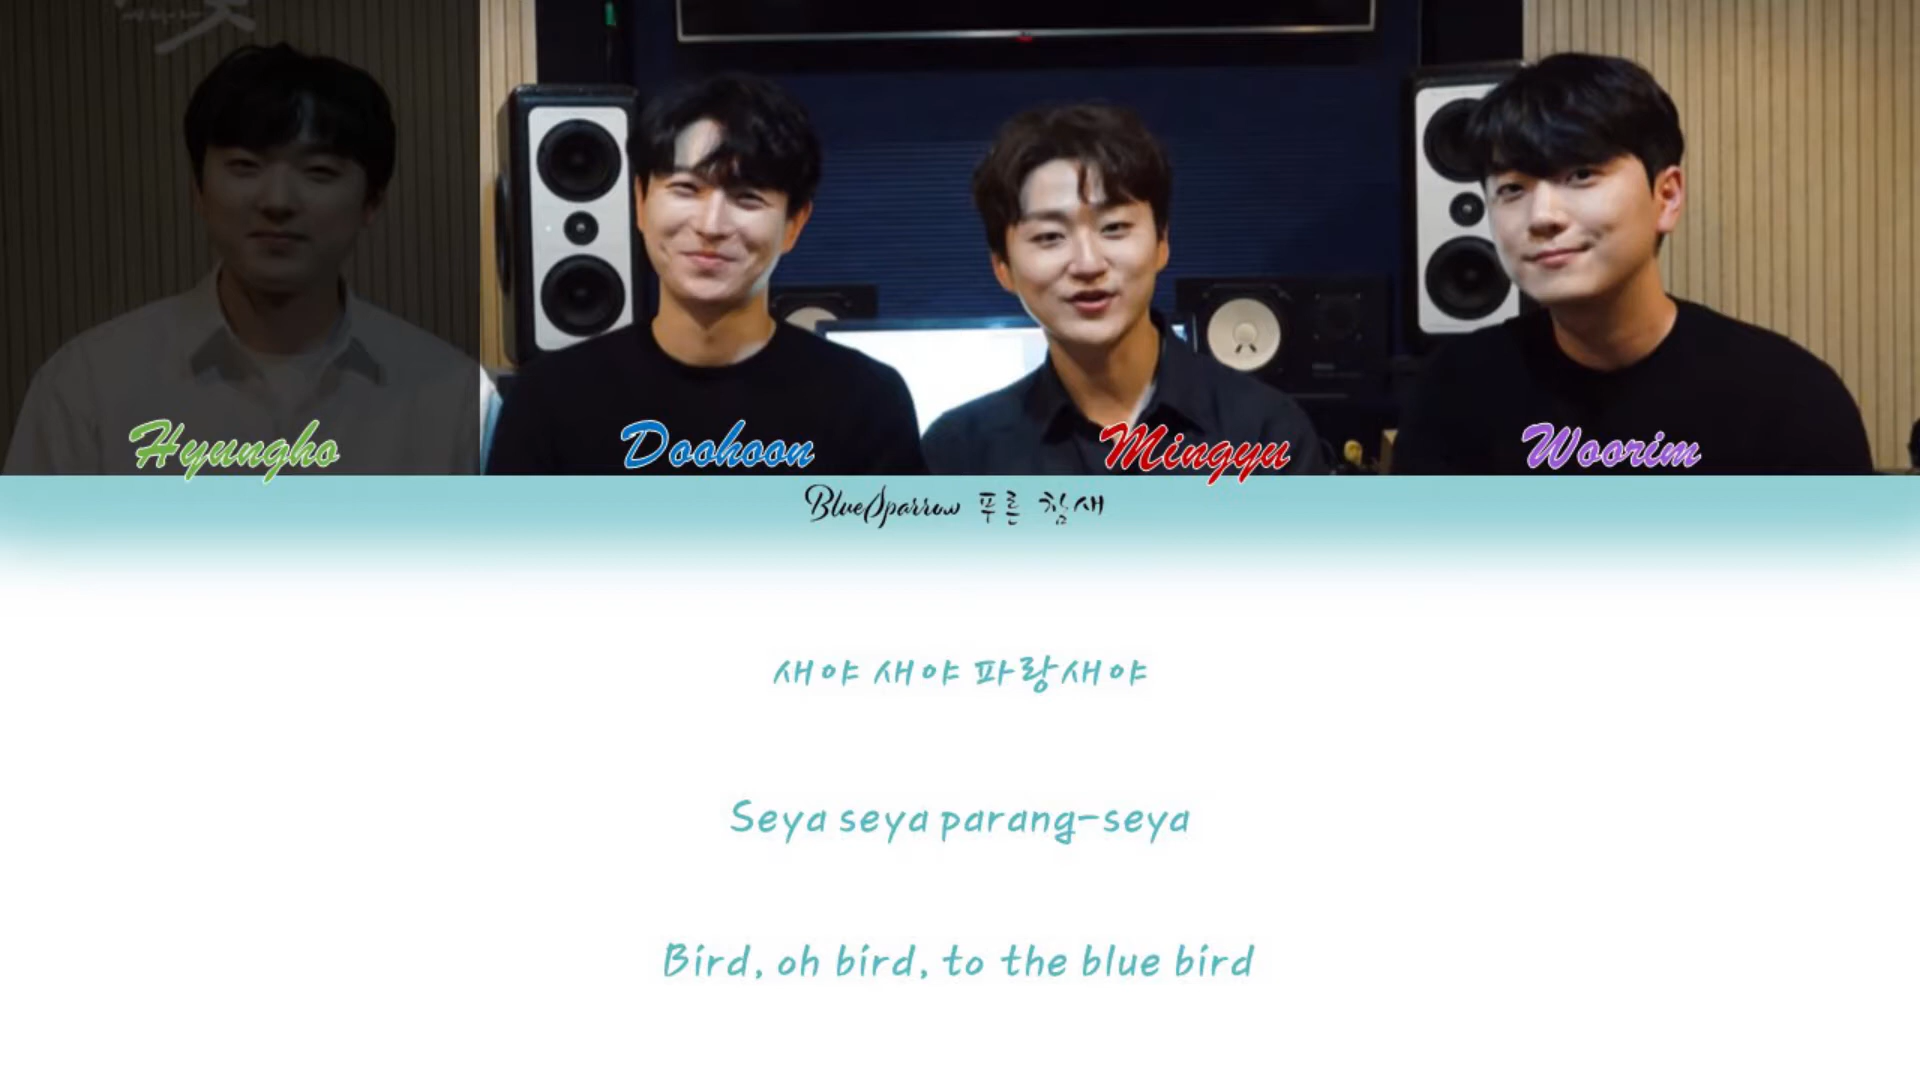 Hyungho
Doohoon
Mingyu
Woorim
BlueSparrow 푸른 참새
새야 새야 파랑새야
Seya seya parang-seya
Bird, oh bird, to the blue bird